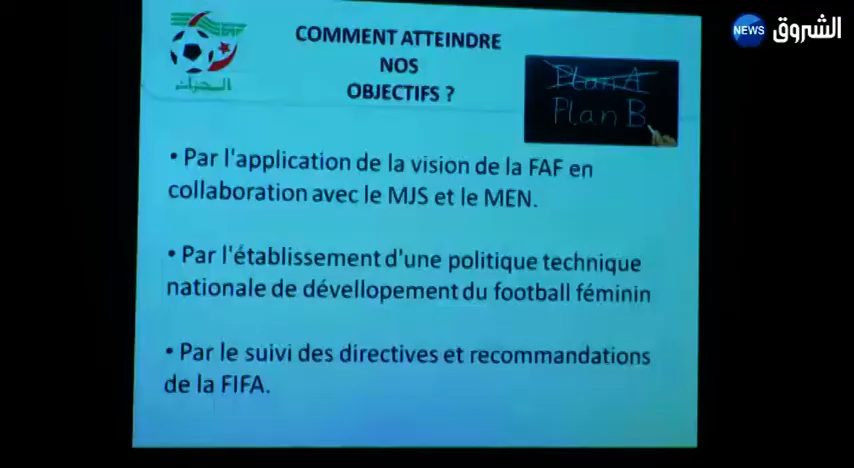 NEWS الشروق
الجزائر
COMMENT ATTEINDRE
NOS
OBJECTIFS ?
Plan A
Plan B
• Par l'application de la vision de la FAF en
collaboration avec le MJS et le MEN.
• Par l'établissement d'une politique technique
nationale de dévellopement du football féminin
• Par le suivi des directives et recommandations
de la FIFA.